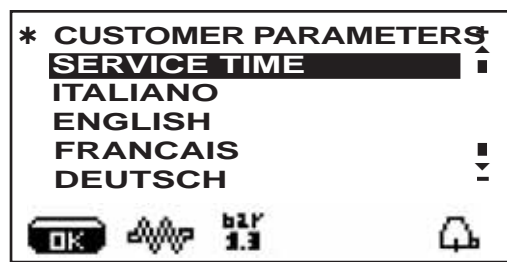 * CUSTOMER PARAMETERS
SERVICE TIME
ITALIANO
ENGLISH
FRANCAIS
DEUTSCH
OK bar 1.3